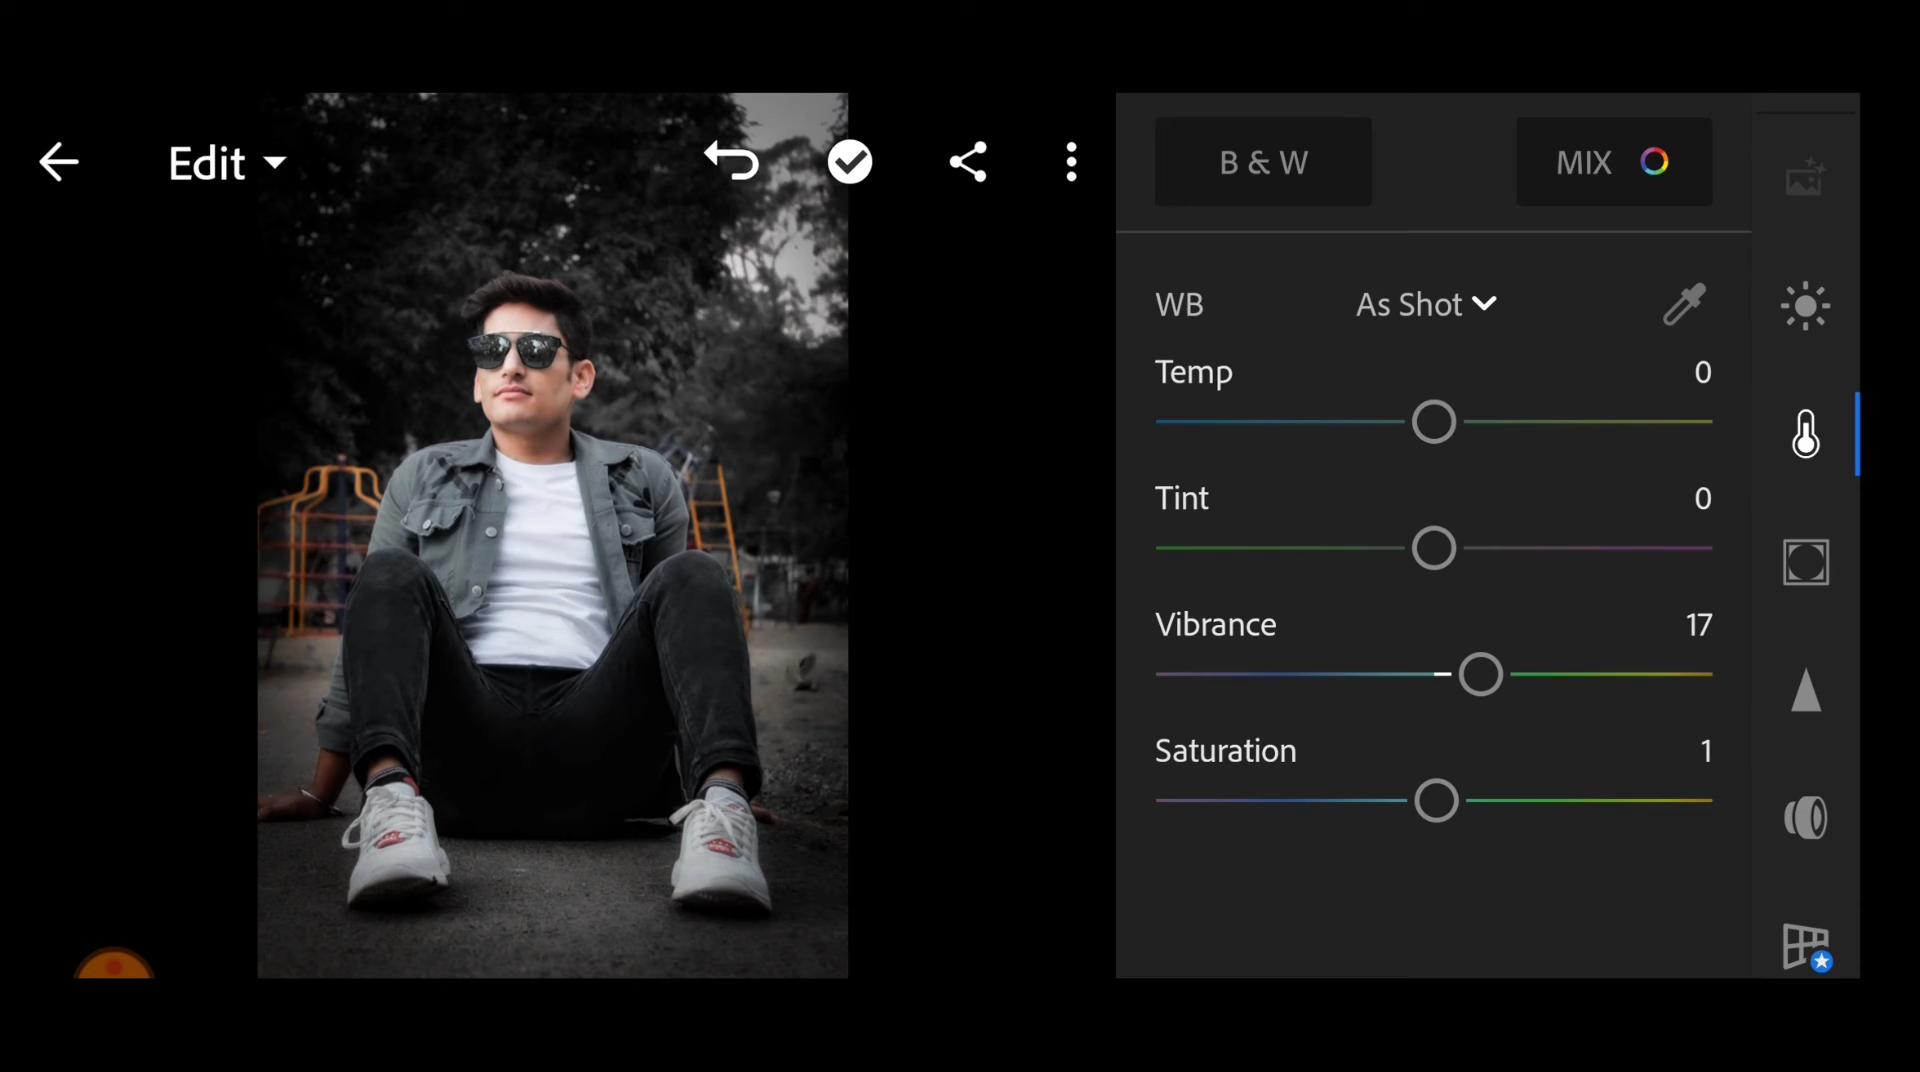 Edit
B & W
MIX
WB
As Shot
Temp
0
Tint
0
Vibrance
17
Saturation
1